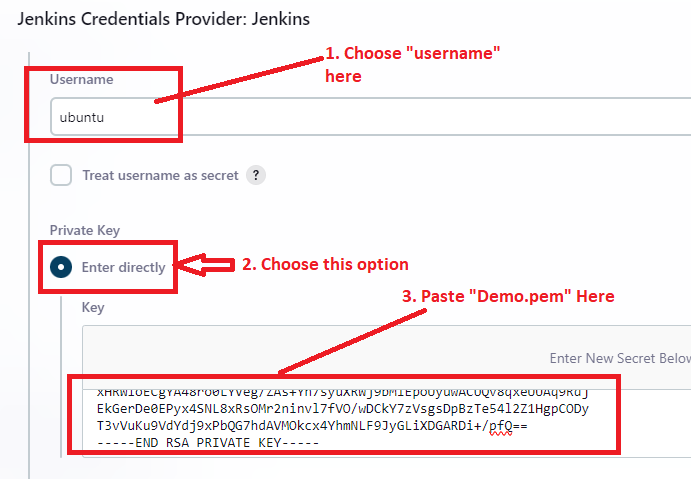 Jenkins Credentials Provider: Jenkins
1. Choose "username"
here
Username
ubuntu
Treat username as secret ?
Private Key
Enter directly
2. Choose this option
3. Paste "Demo.pem" Here
Key
Enter New Secret Below
EkGerDe0EPyx4SNL8xRsOMr2ninvl7fVO/wDCkY7zVsgsDpBzTe54l2Z1HgpCODy
T3vVuKu9VdYdj9xPbQG7hdAVMOkcx4YhmNLF9JyGLiXDGARDi+/pfQ==
-----END RSA PRIVATE KEY-----